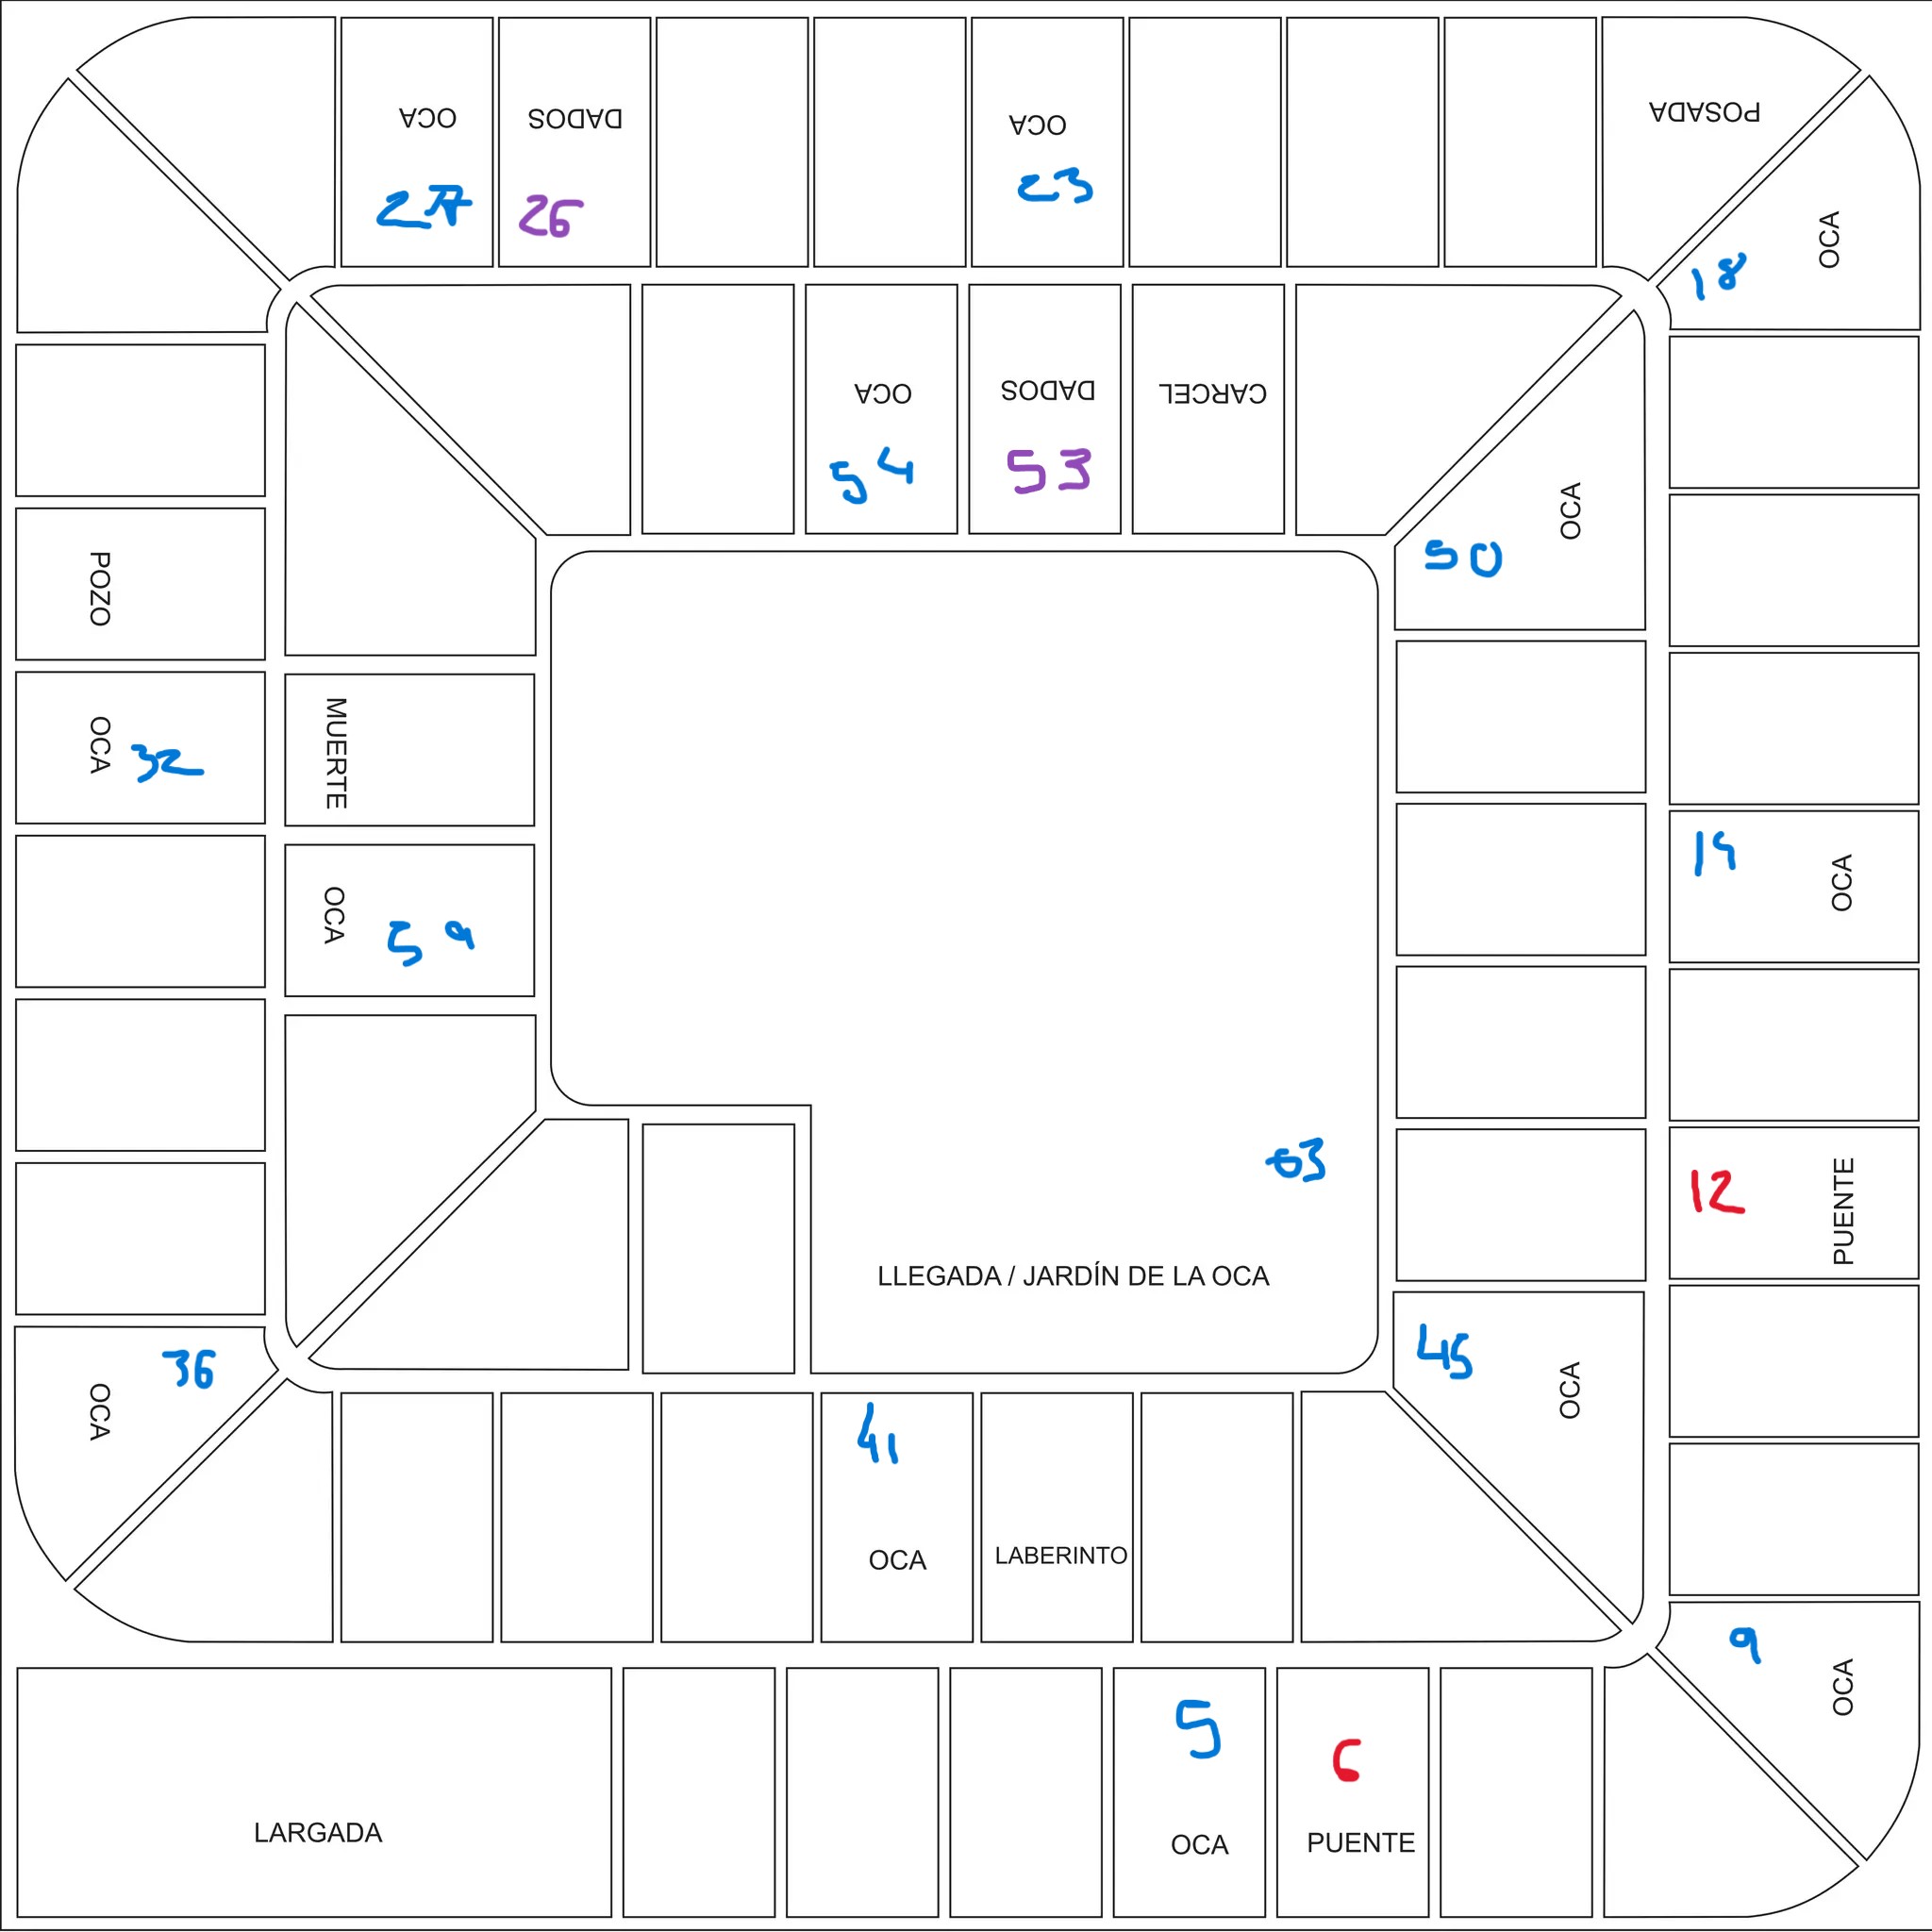 OCA
DADOS
OCA
POSADA
27
26
23
OCA
18
OCA
DADOS
CARCEL
54
53
OCA
50
POZO
OCA
32
MUERTE
19
OCA
OCA
59
63
12
PUENTE
LLEGADA / JARDÍN DE LA OCA
36
OCA
45
OCA
41
OCA
LABERINTO
9
OCA
5
6
LARGADA
OCA
PUENTE